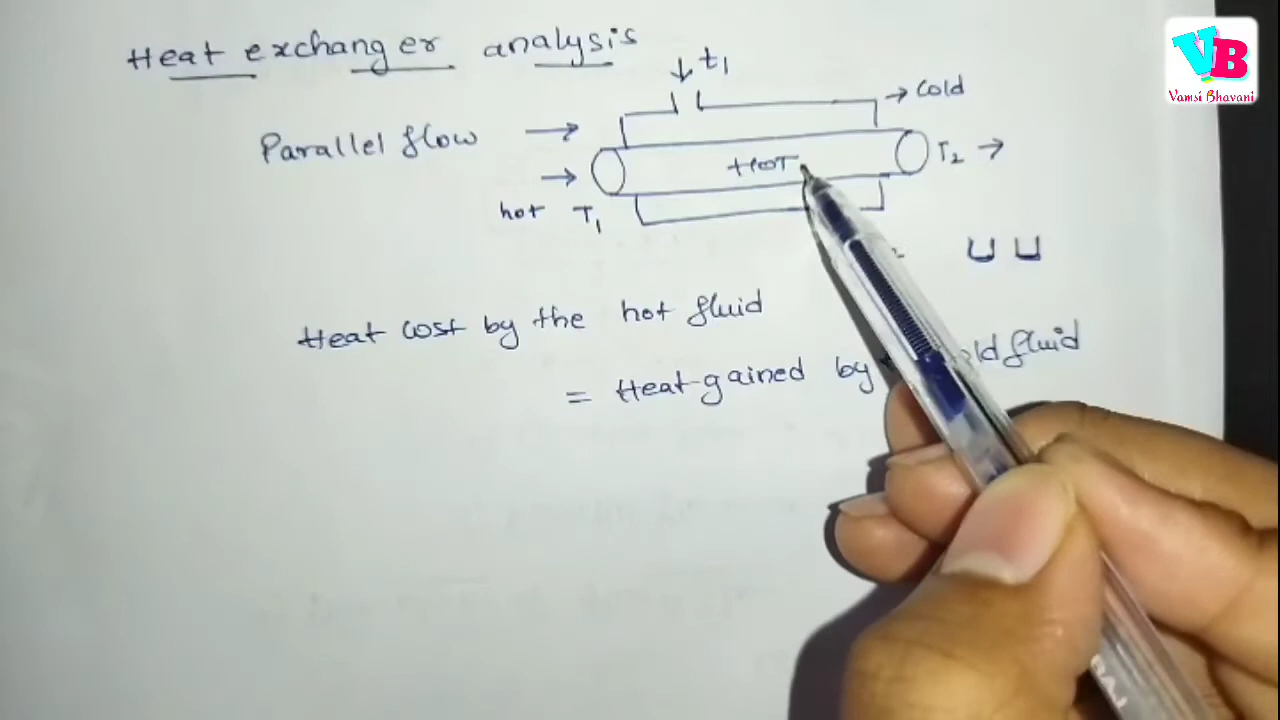 Heat exchanger analysis
t1
Parallel flow
Cold
HOT
T2
hot T1
Heat lost by the hot fluid
= Heat gained by fluid
VB
Vamsi Bhavani